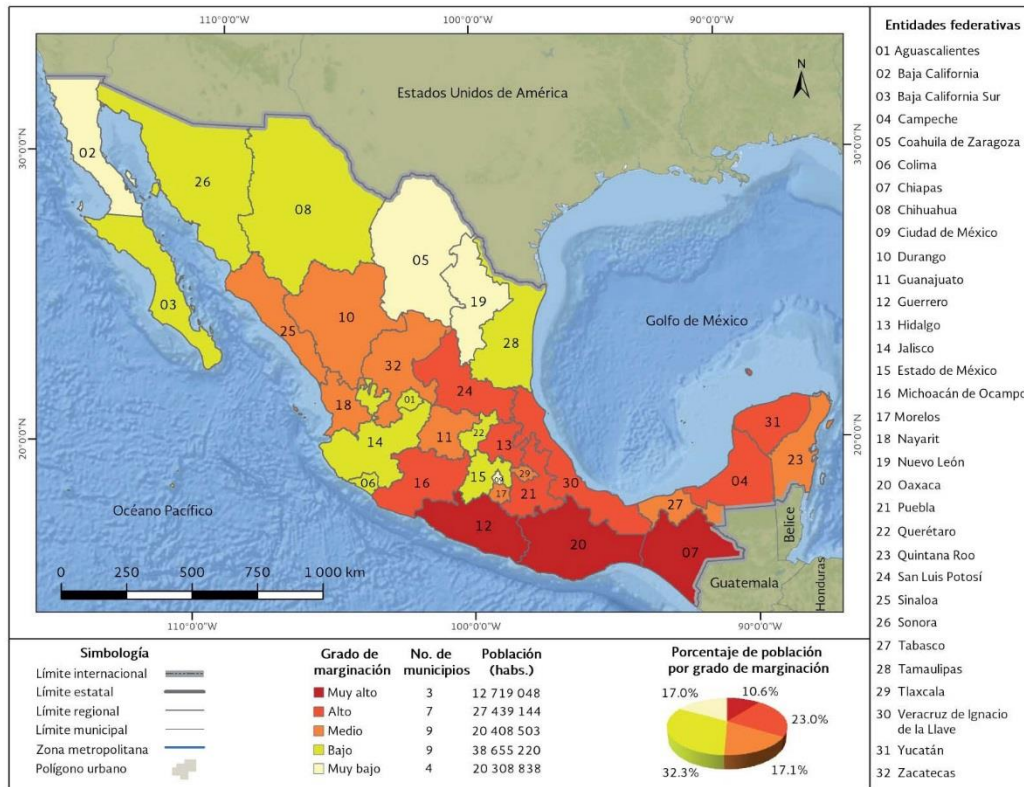 110°0'0"W
100°0'0"W
90°0'0"W
N
Estados Unidos de América
30°0'0"N
30°0'0"N
02
26
08
05
03
19
Golfo de México
10
28
25
32
24
18
01
31
20°0'0"N
20°0'0"N
14
11
22
13
23
06
15
09
29
30
04
16
17
21
27
Océano Pacífico
12
20
07
Belice
Guatemala
Honduras
0 250 500 750 1 000 km
110°0'0"W
100°0'0"W
90°0'0"W
Simbología
Límite internacional
Límite estatal
Límite regional
Límite municipal
Zona metropolitana
Polígono urbano
Grado de marginación No. de municipios Población (habs.)
Muy alto 3 12 719 048
Alto 7 27 439 144
Medio 9 20 408 503
Bajo 9 38 655 220
Muy bajo 4 20 308 838
Porcentaje de población
por grado de marginación
17.0% 10.6%
23.0%
32.3% 17.1%
Entidades federativas
01 Aguascalientes
02 Baja California
03 Baja California Sur
04 Campeche
05 Coahuila de Zaragoza
06 Colima
07 Chiapas
08 Chihuahua
09 Ciudad de México
10 Durango
11 Guanajuato
12 Guerrero
13 Hidalgo
14 Jalisco
15 Estado de México
16 Michoacán de Ocampo
17 Morelos
18 Nayarit
19 Nuevo León
20 Oaxaca
21 Puebla
22 Querétaro
23 Quintana Roo
24 San Luis Potosí
25 Sinaloa
26 Sonora
27 Tabasco
28 Tamaulipas
29 Tlaxcala
30 Veracruz de Ignacio
de la Llave
31 Yucatán
32 Zacatecas